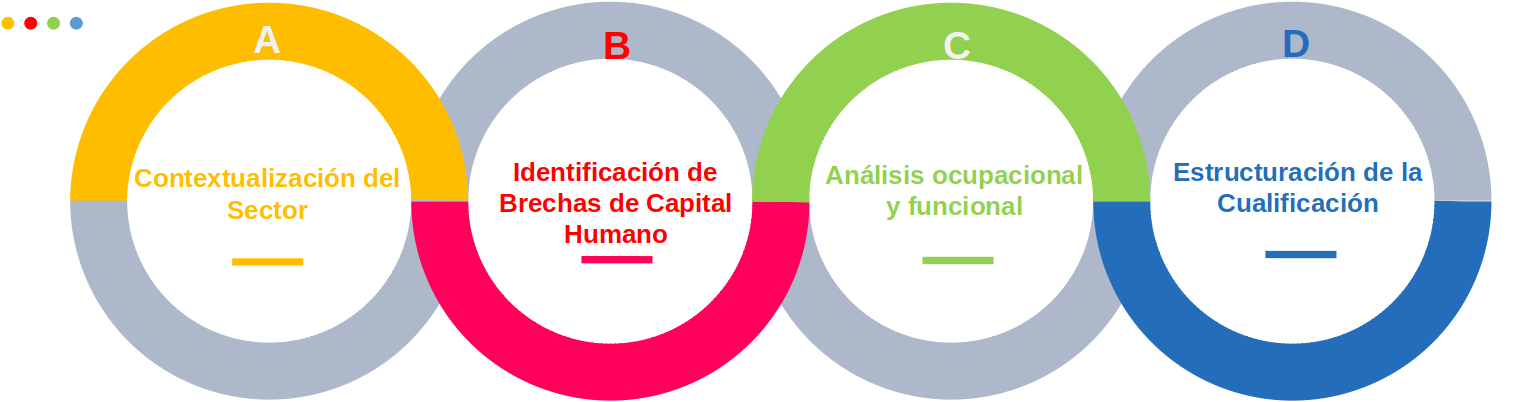 A
Contextualización del
Sector
B
Identificación de
Brechas de Capital
Humano
C
Análisis ocupacional
y funcional
D
Estructuración de la
Cualificación